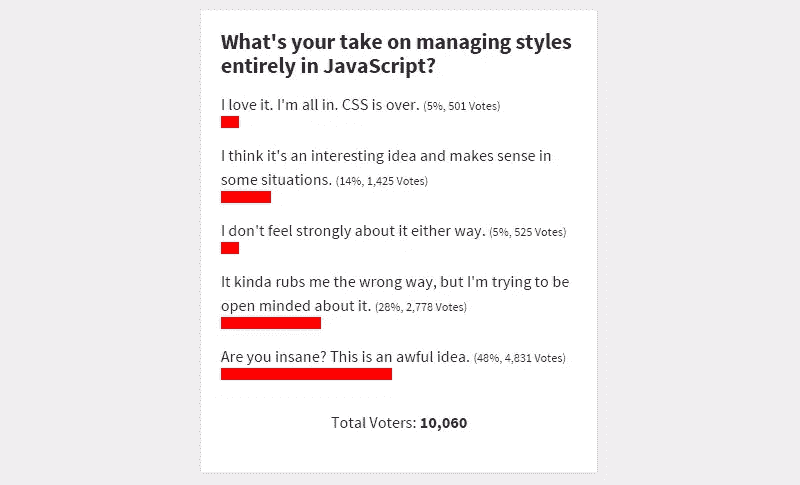 What's your take on managing styles
entirely in JavaScript?
I love it. I'm all in. CSS is over. (5%, 501 Votes)
I think it's an interesting idea and makes sense in
some situations. (14%, 1,425 Votes)
I don't feel strongly about it either way. (5%, 525 Votes)
It kinda rubs me the wrong way, but I'm trying to be
open minded about it. (28%, 2,778 Votes)
Are you insane? This is an awful idea. (48%, 4,831 Votes)
Total Voters: 10,060